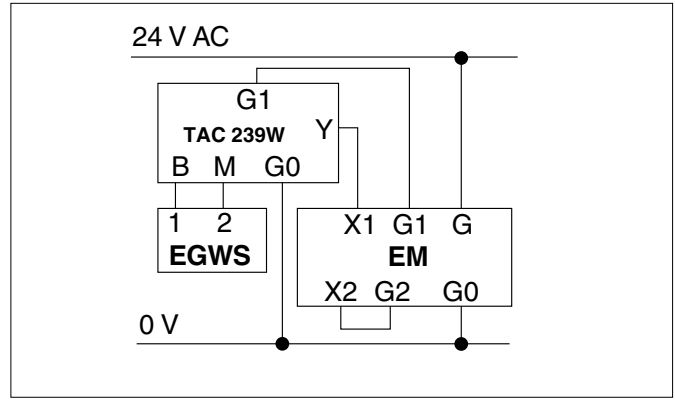 24 V AC
G1
TAC 239W Y
B M G0
1 2
EGWS
X1 G1 G
EM
X2 G2 G0
0 V